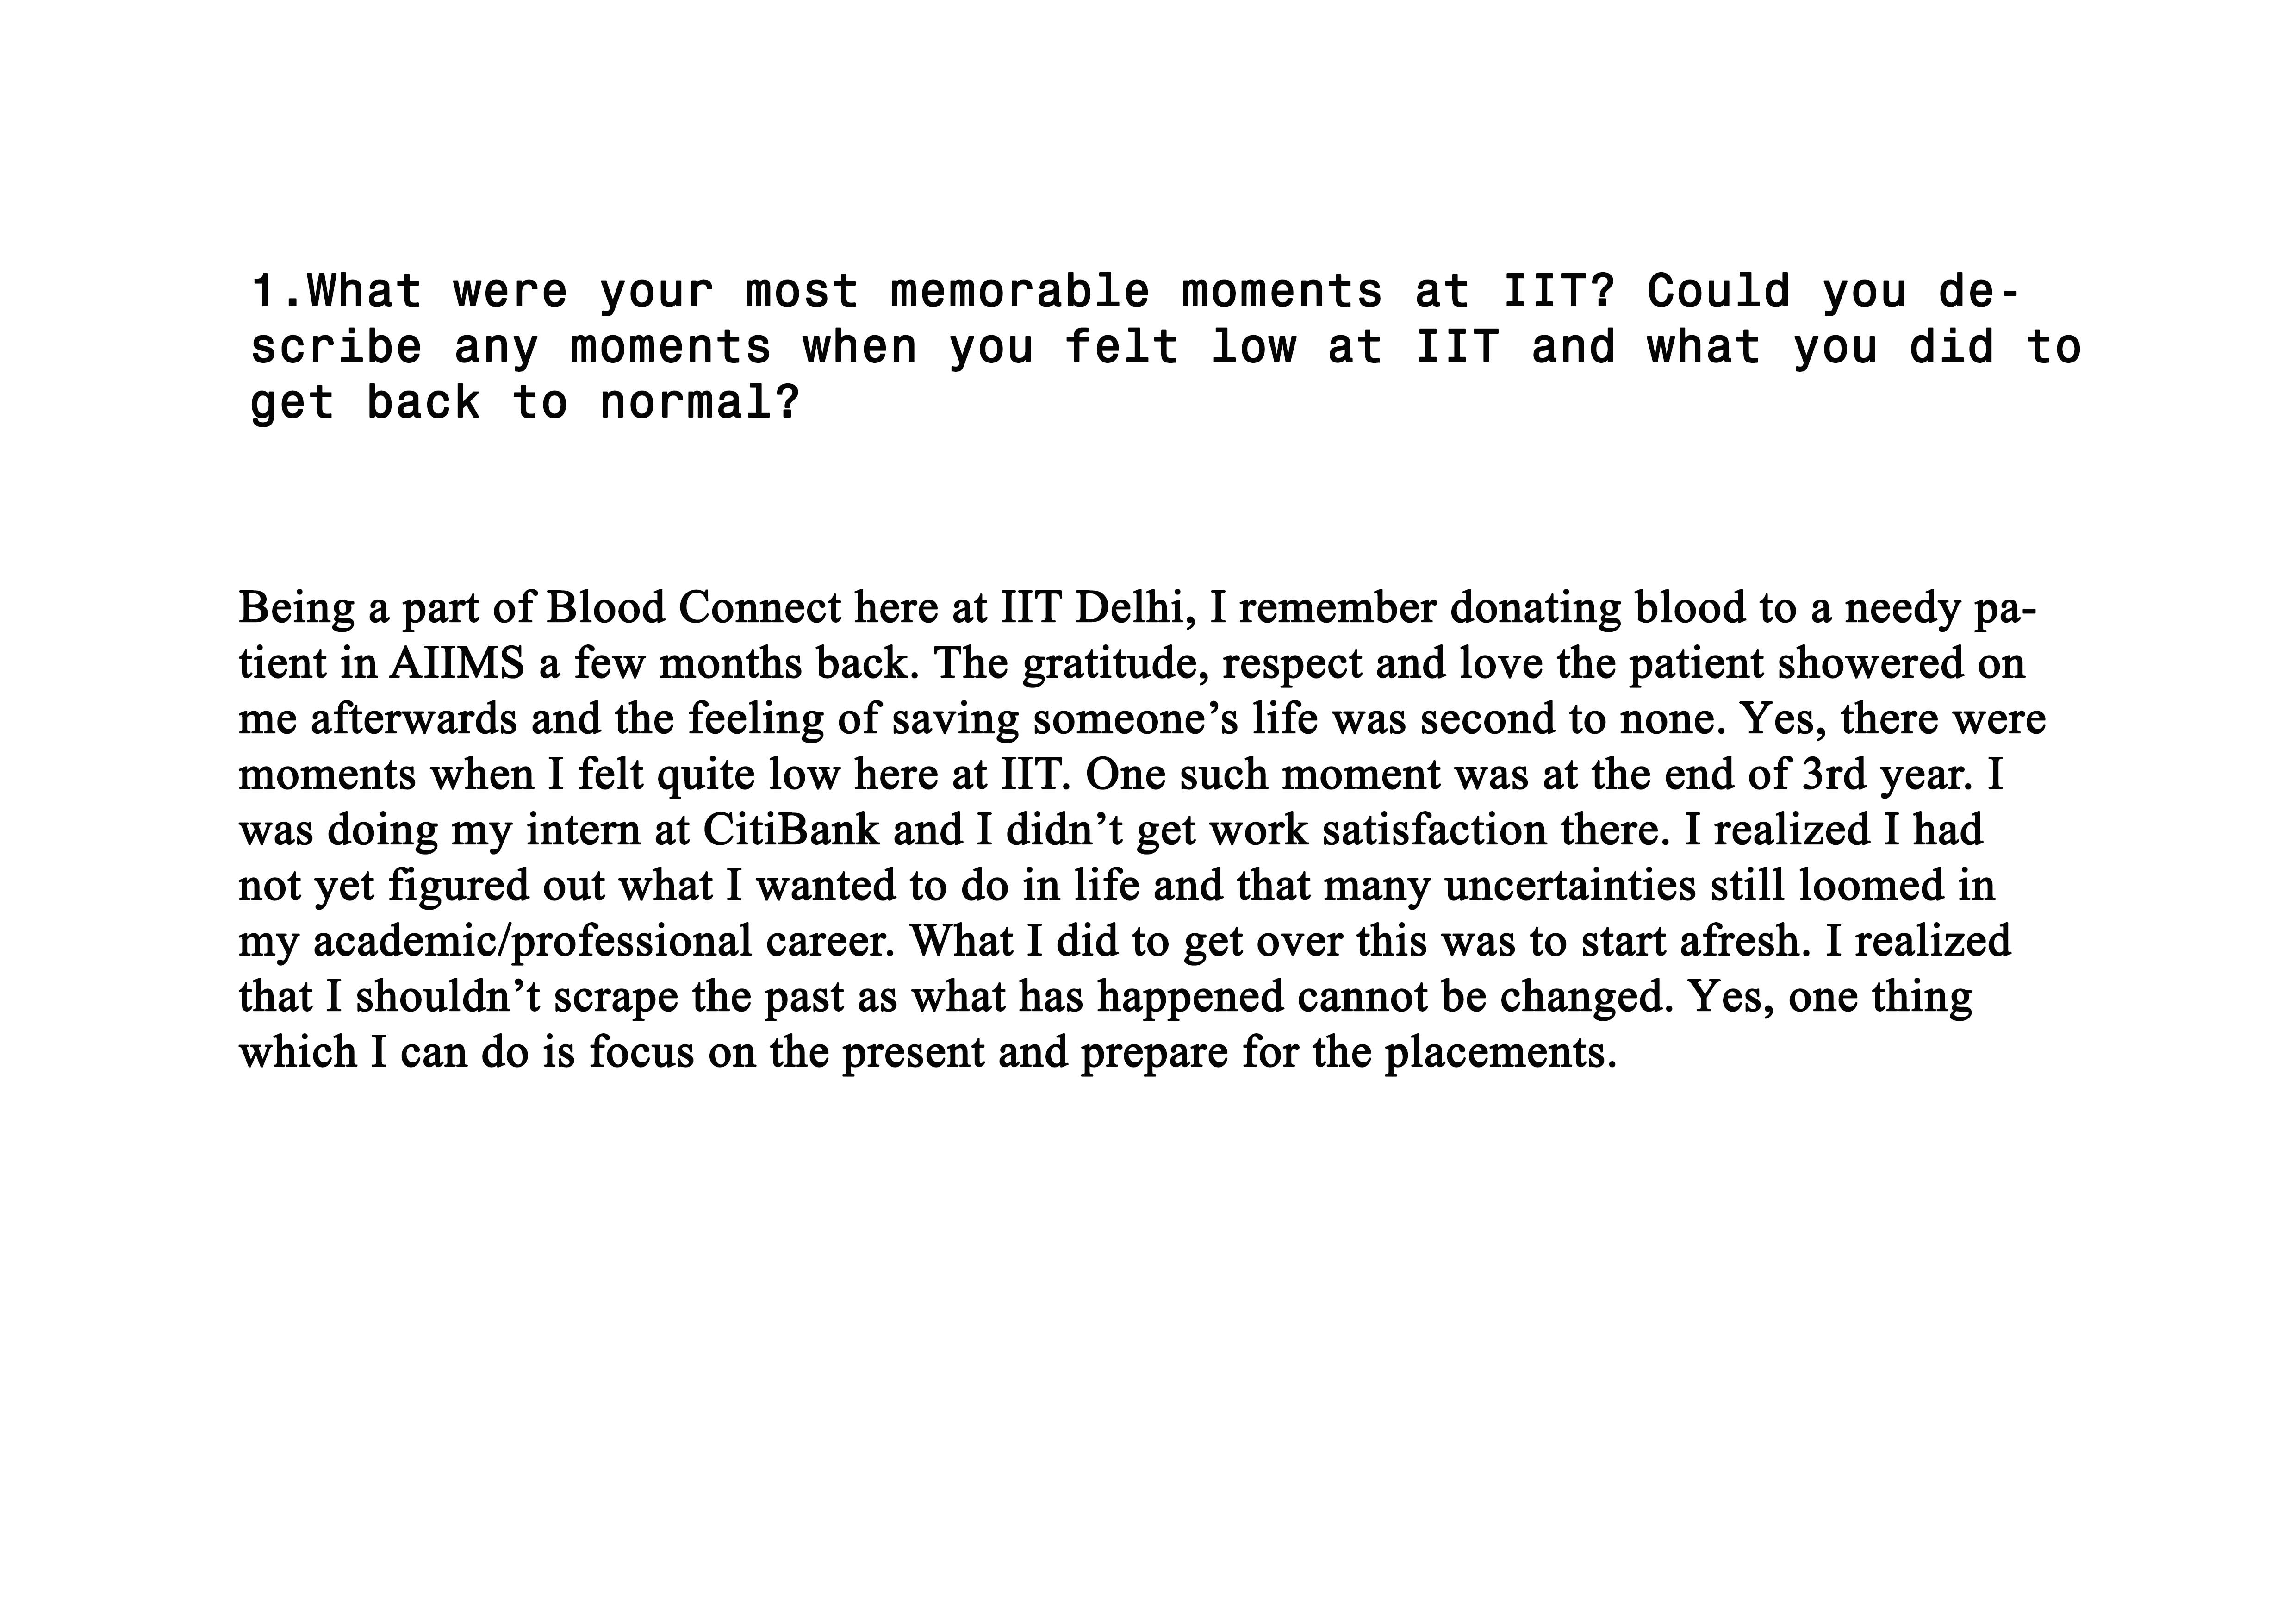 1.What were your most memorable moments at IIT? Could you de-
scribe any moments when you felt low at IIT and what you did to
get back to normal?
Being a part of Blood Connect here at IIT Delhi, I remember donating blood to a needy pa-
tient in AIIMS a few months back. The gratitude, respect and love the patient showered on
me afterwards and the feeling of saving someone’s life was second to none. Yes, there were
moments when I felt quite low here at IIT. One such moment was at the end of 3rd year. I
was doing my intern at CitiBank and I didn’t get work satisfaction there. I realized I had
not yet figured out what I wanted to do in life and that many uncertainties still loomed in
my academic/professional career. What I did to get over this was to start afresh. I realized
that I shouldn’t scrape the past as what has happened cannot be changed. Yes, one thing
which I can do is focus on the present and prepare for the placements.